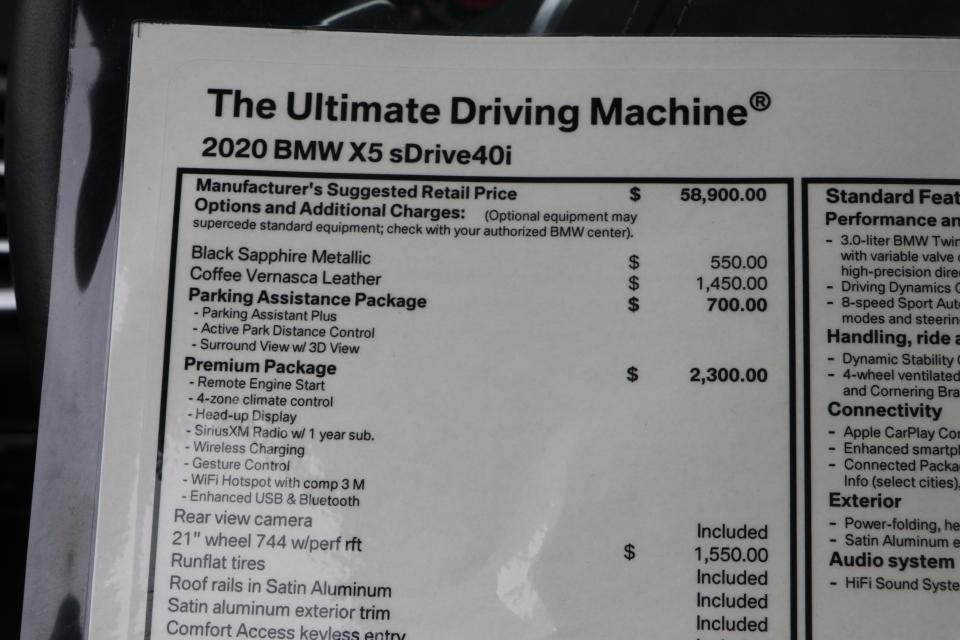 The Ultimate Driving Machine®
2020 BMW X5 sDrive40i
Manufacturer's Suggested Retail Price $ 58,900.00
Options and Additional Charges: (Optional equipment may
supercede standard equipment; check with your authorized BMW center).
Black Sapphire Metallic $ 550.00
Coffee Vernasca Leather $ 1,450.00
Parking Assistance Package $ 700.00
- Parking Assistant Plus
- Active Park Distance Control
- Surround View w/ 3D View
Premium Package $ 2,300.00
- Remote Engine Start
- 4-zone climate control
- Head-up Display
- SiriusXM Radio w/ 1 year sub.
- Wireless Charging
- Gesture Control
- WiFi Hotspot with comp 3 M
- Enhanced USB & Bluetooth
Rear view camera Included
21" wheel 744 w/perf rft $ 1,550.00
Runflat tires Included
Roof rails in Satin Aluminum Included
Satin aluminum exterior trim Included
Comfort Access keyless entry
Standard Feat
Performance an
- 3.0-liter BMW Twin
with variable valve
high-precision dire
- Driving Dynamics C
- 8-speed Sport Auto
modes and steerin
Handling, ride a
- Dynamic Stability C
- 4-wheel ventilated
and Cornering Bra
Connectivity
- Apple CarPlay Com
- Enhanced smartph
- Connected Packa
Info (select cities),
Exterior
- Power-folding, he
- Satin Aluminum e
Audio system
- HiFi Sound Syste